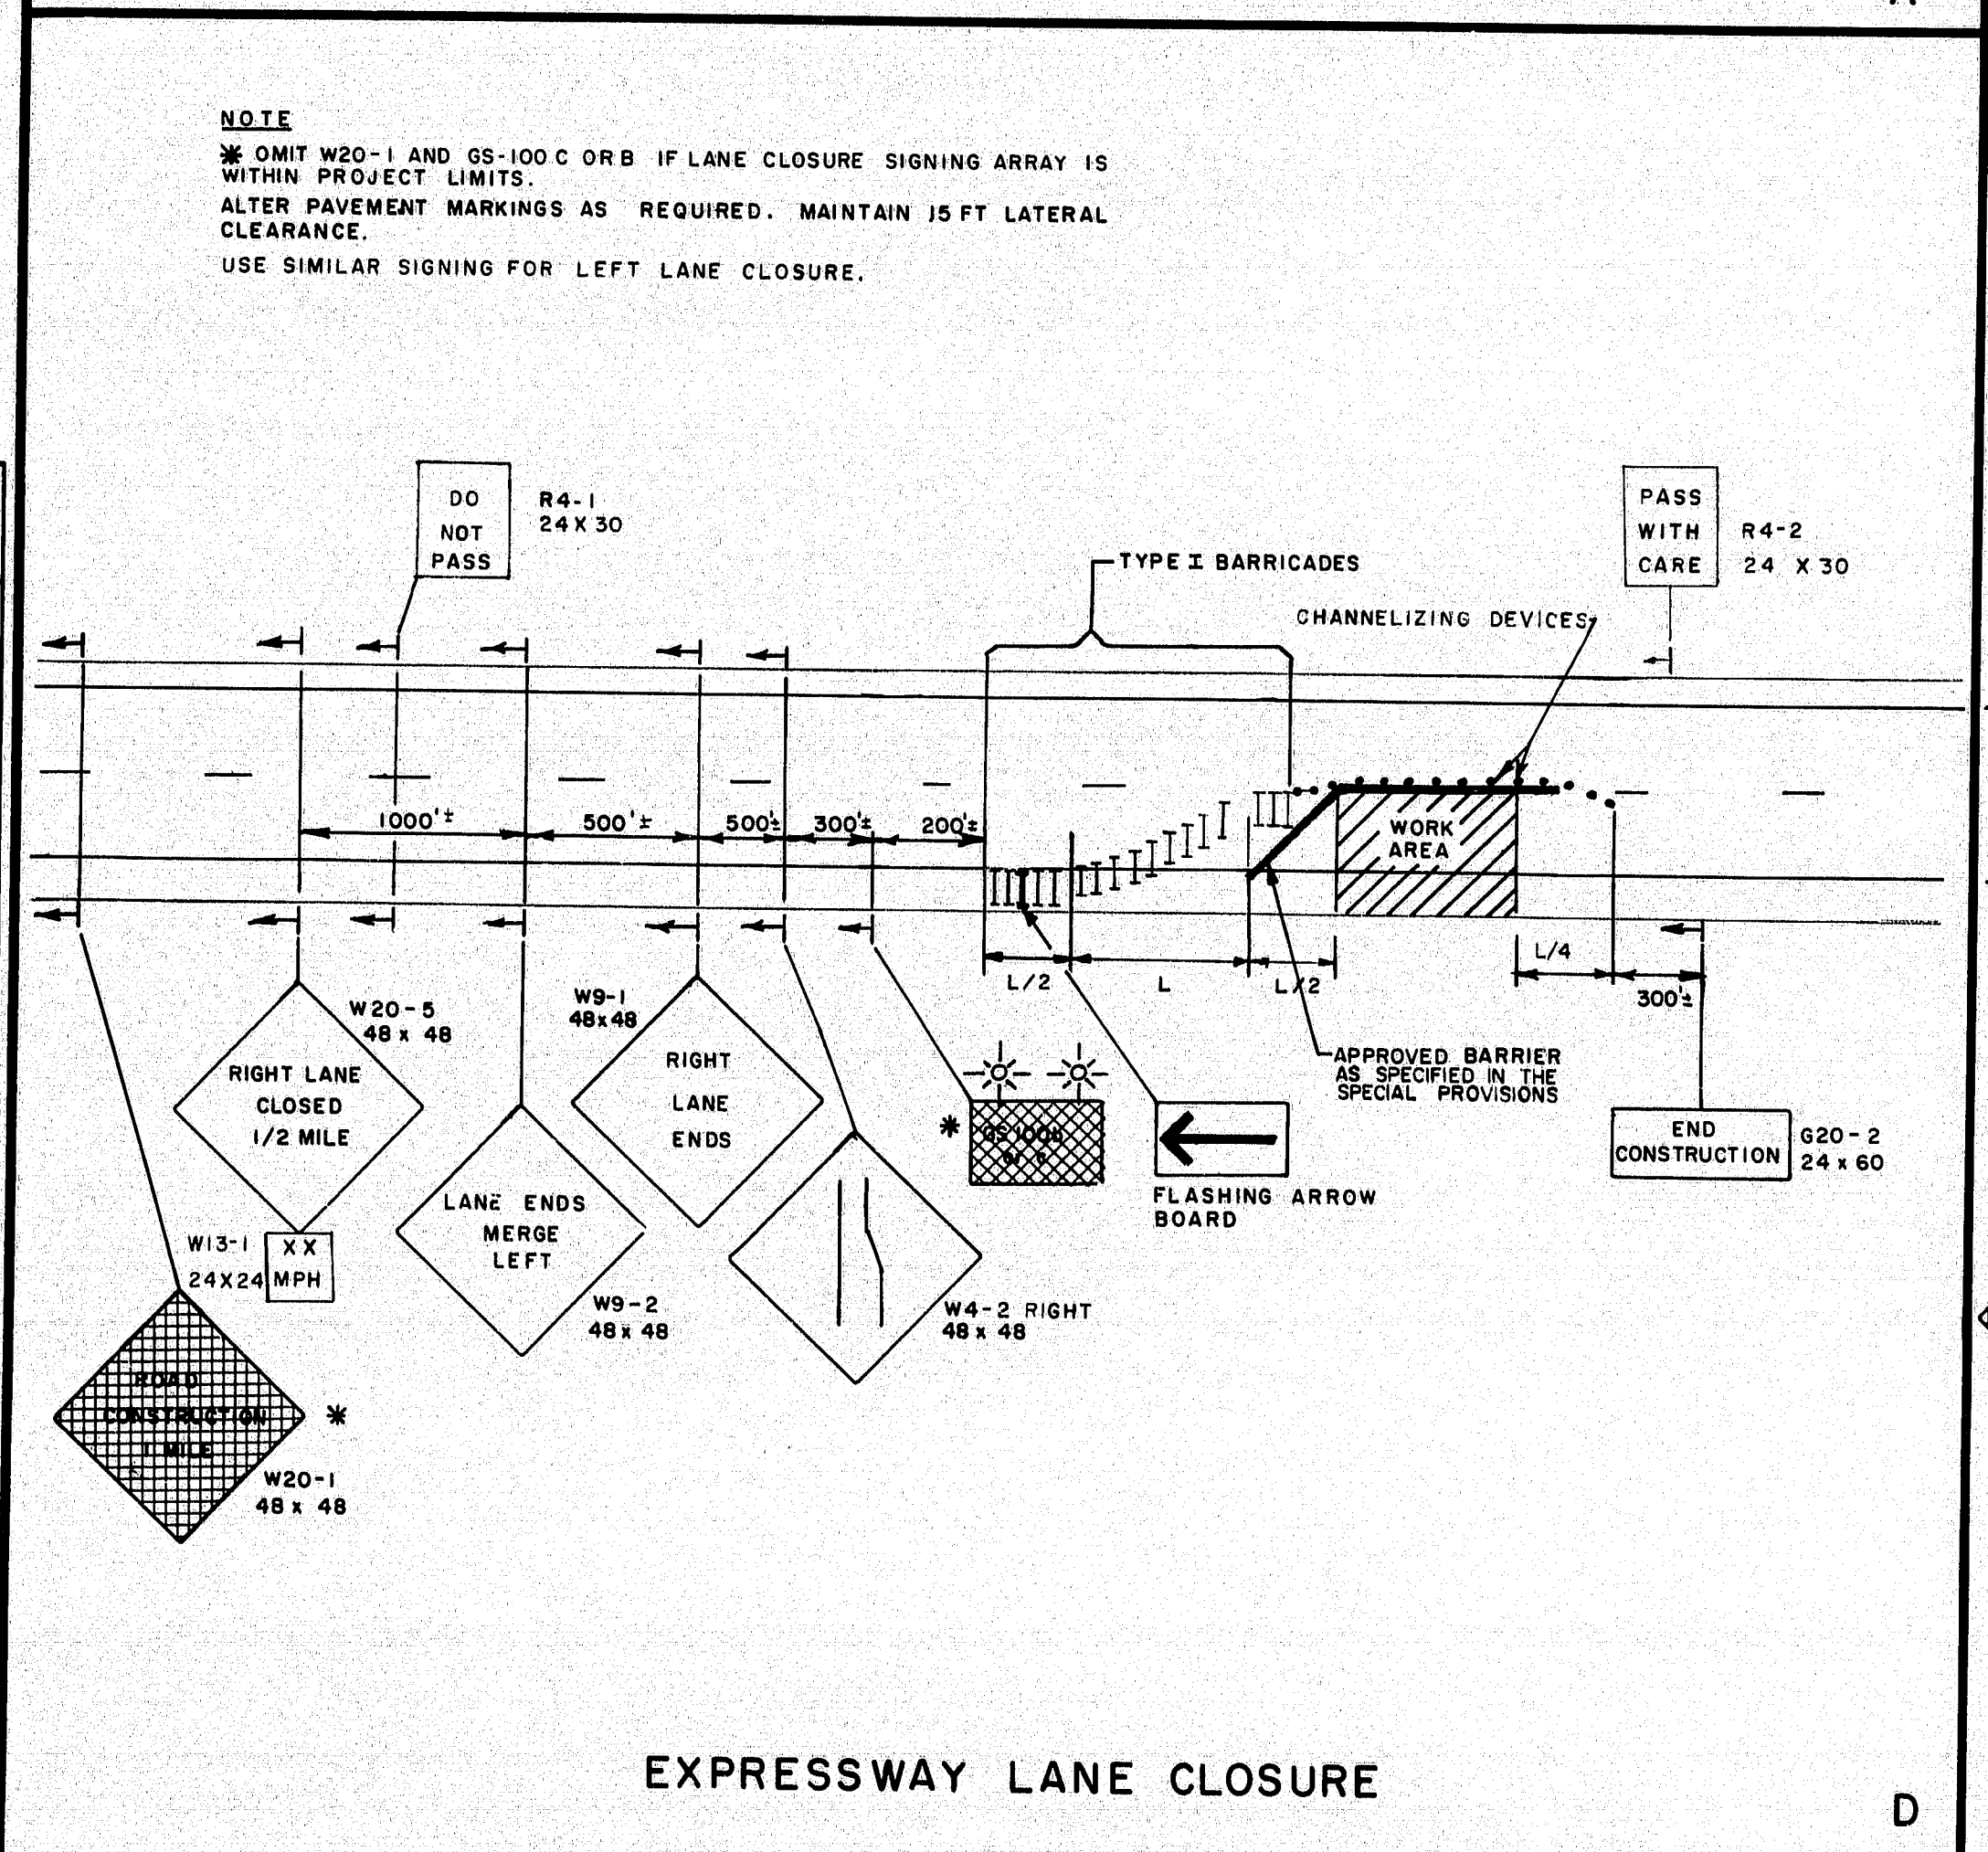 NOTE
✱ OMIT W20-1 AND GS-100 C OR B IF LANE CLOSURE SIGNING ARRAY IS
WITHIN PROJECT LIMITS.
ALTER PAVEMENT MARKINGS AS REQUIRED. MAINTAIN 15 FT LATERAL
CLEARANCE.
USE SIMILAR SIGNING FOR LEFT LANE CLOSURE.
DO
NOT
PASS
R4-1
24 X 30
PASS
WITH
CARE
R4-2
24 X 30
TYPE I BARRICADES
CHANNELIZING DEVICES
1000'±
500'±
500'±
300'±
200'±
WORK
AREA
L/2
L
L/2
L/4
300'±
W20-5
48 x 48
RIGHT LANE
CLOSED
1/2 MILE
W9-1
48x48
RIGHT
LANE
ENDS
APPROVED BARRIER
AS SPECIFIED IN THE
SPECIAL PROVISIONS
✱
GS 100b
or c
END
CONSTRUCTION
G20-2
24 x 60
FLASHING ARROW
BOARD
LANE ENDS
MERGE
LEFT
W13-1
24X24
XX
MPH
W9-2
48 x 48
W4-2 RIGHT
48 x 48
ROAD
CONSTRUCTION
1 MILE
✱
W20-1
48 x 48
EXPRESSWAY LANE CLOSURE
D